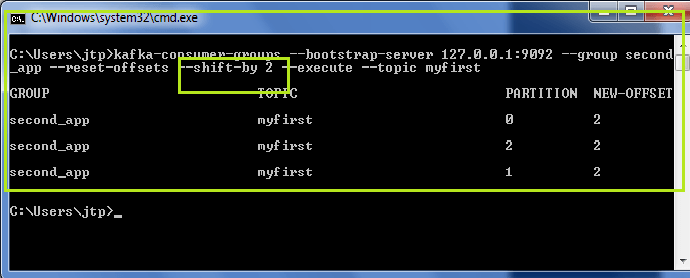 C:\Windows\system32\cmd.exe
C:\Users\jtp>kafka-consumer-groups --bootstrap-server 127.0.0.1:9092 --group second
_app --reset-offsets --shift-by 2 --execute --topic myfirst
GROUP TOPIC PARTITION NEW-OFFSET
second_app myfirst 0 2
second_app myfirst 2 2
second_app myfirst 1 2
C:\Users\jtp>_